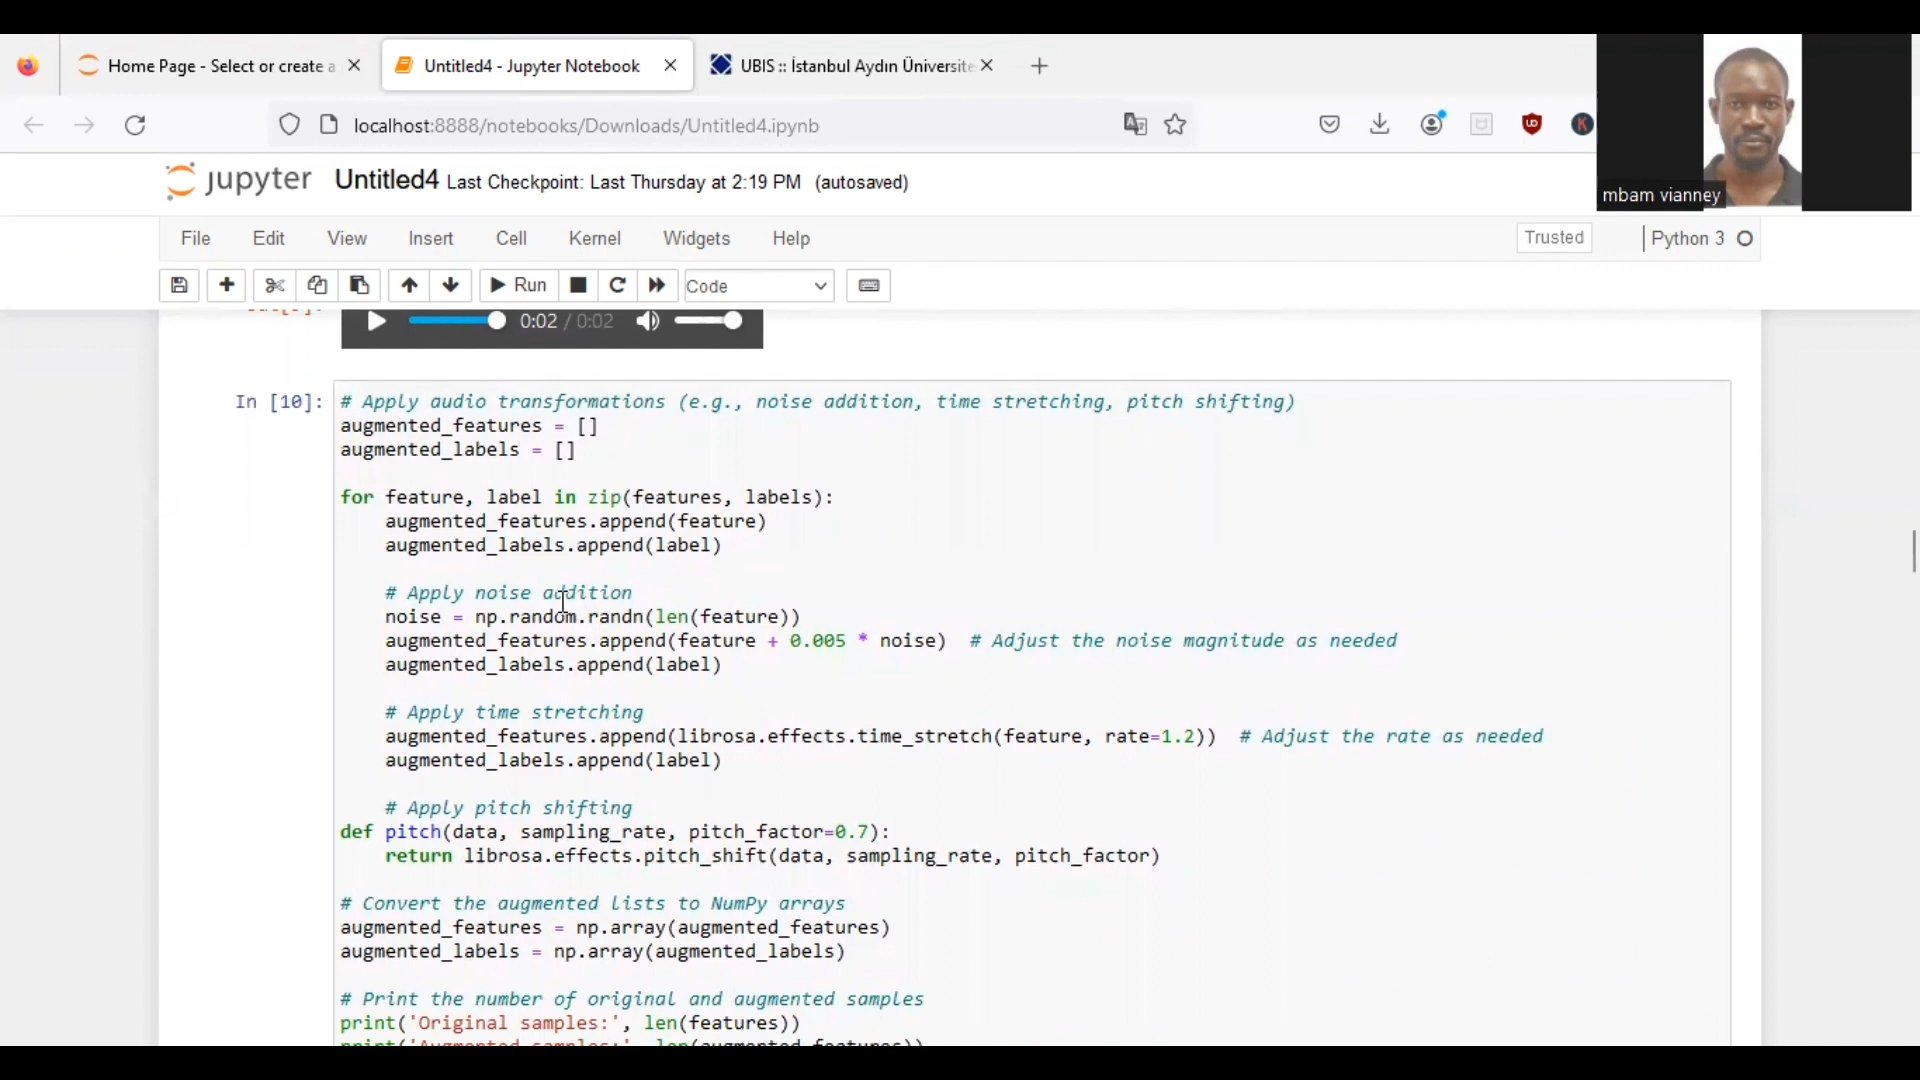 Home Page - Select or create a
Untitled4 - Jupyter Notebook
UBIS :: İstanbul Aydın Üniversite
localhost:8888/notebooks/Downloads/Untitled4.ipynb
mbam vianney
jupyter Untitled4 Last Checkpoint: Last Thursday at 2:19 PM (autosaved)
File Edit View Insert Cell Kernel Widgets Help Trusted Python 3
Run Code
0:02 / 0:02
In [10]: # Apply audio transformations (e.g., noise addition, time stretching, pitch shifting)
augmented_features = []
augmented_labels = []
for feature, label in zip(features, labels):
augmented_features.append(feature)
augmented_labels.append(label)
# Apply noise addition
noise = np.random.randn(len(feature))
augmented_features.append(feature + 0.005 * noise) # Adjust the noise magnitude as needed
augmented_labels.append(label)
# Apply time stretching
augmented_features.append(librosa.effects.time_stretch(feature, rate=1.2)) # Adjust the rate as needed
augmented_labels.append(label)
# Apply pitch shifting
def pitch(data, sampling_rate, pitch_factor=0.7):
return librosa.effects.pitch_shift(data, sampling_rate, pitch_factor)
# Convert the augmented lists to NumPy arrays
augmented_features = np.array(augmented_features)
augmented_labels = np.array(augmented_labels)
# Print the number of original and augmented samples
print('Original samples:', len(features))
print('Augmented samples:', len(augmented_features))